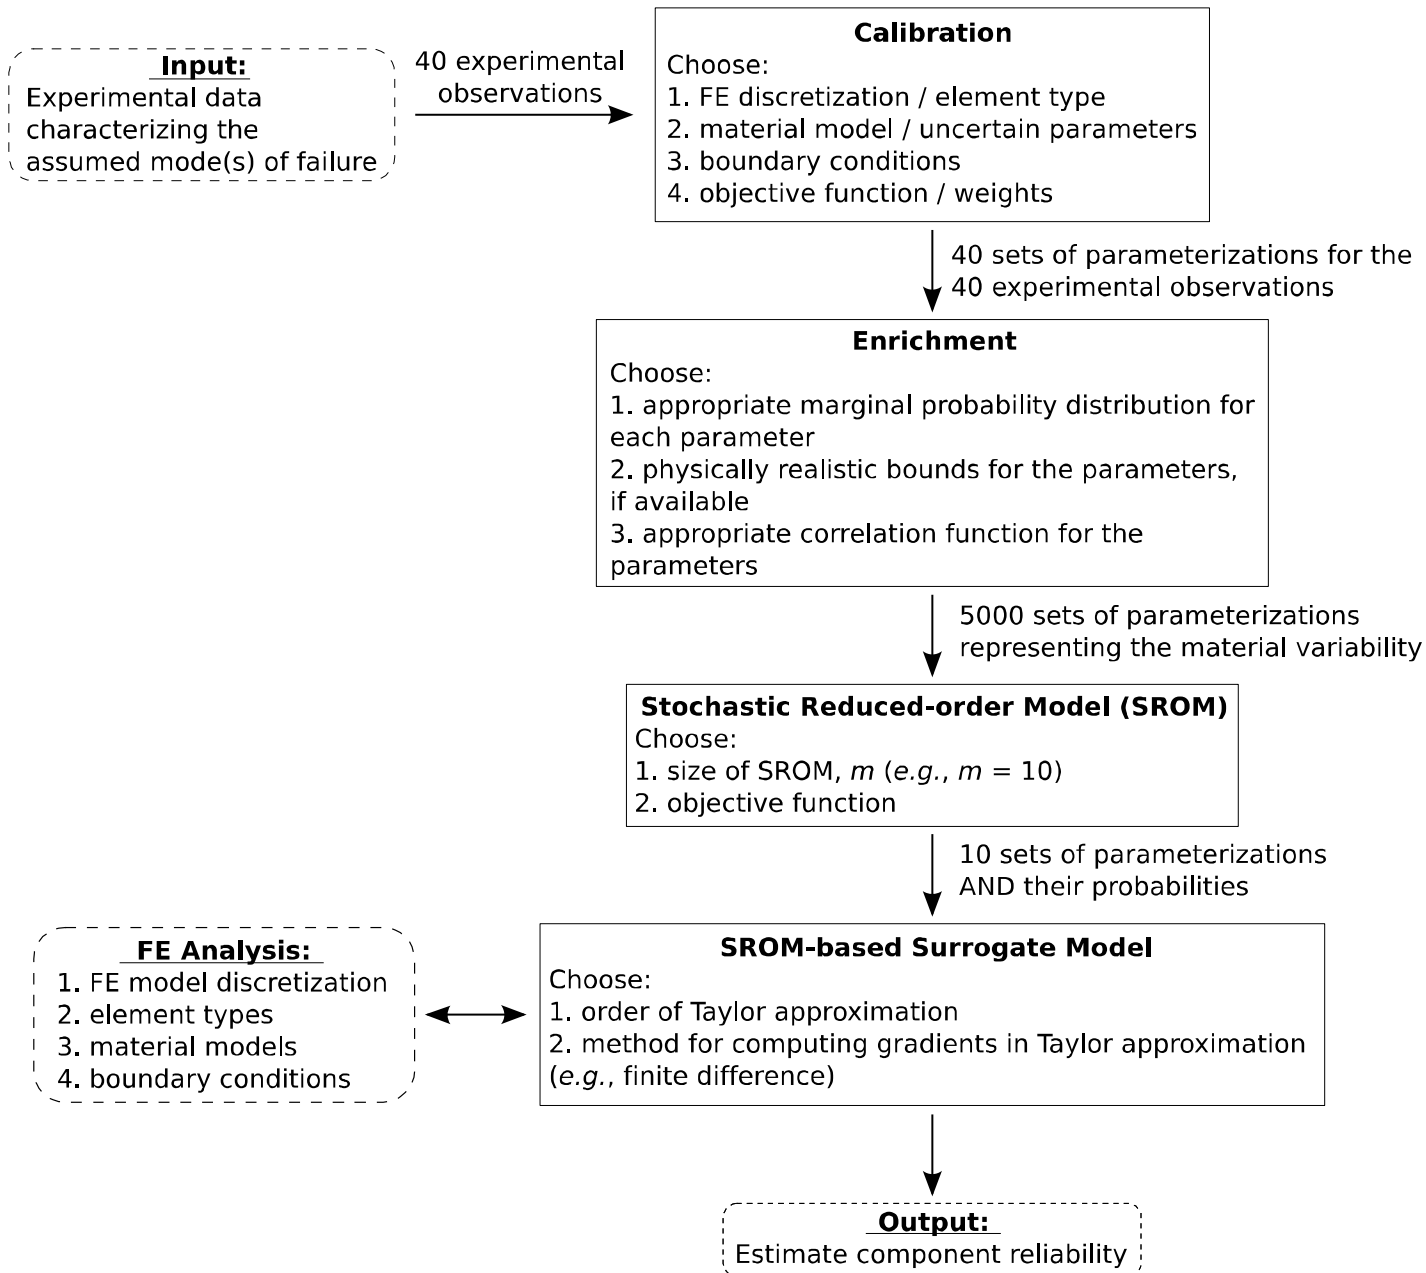 Input:
Experimental data
characterizing the
assumed mode(s) of failure
40 experimental
observations
Calibration
Choose:
1. FE discretization / element type
2. material model / uncertain parameters
3. boundary conditions
4. objective function / weights
40 sets of parameterizations for the
40 experimental observations
Enrichment
Choose:
1. appropriate marginal probability distribution for
each parameter
2. physically realistic bounds for the parameters,
if available
3. appropriate correlation function for the
parameters
5000 sets of parameterizations
representing the material variability
Stochastic Reduced-order Model (SROM)
Choose:
1. size of SROM, m (e.g., m = 10)
2. objective function
10 sets of parameterizations
AND their probabilities
FE Analysis:
1. FE model discretization
2. element types
3. material models
4. boundary conditions
SROM-based Surrogate Model
Choose:
1. order of Taylor approximation
2. method for computing gradients in Taylor approximation
(e.g., finite difference)
Output:
Estimate component reliability